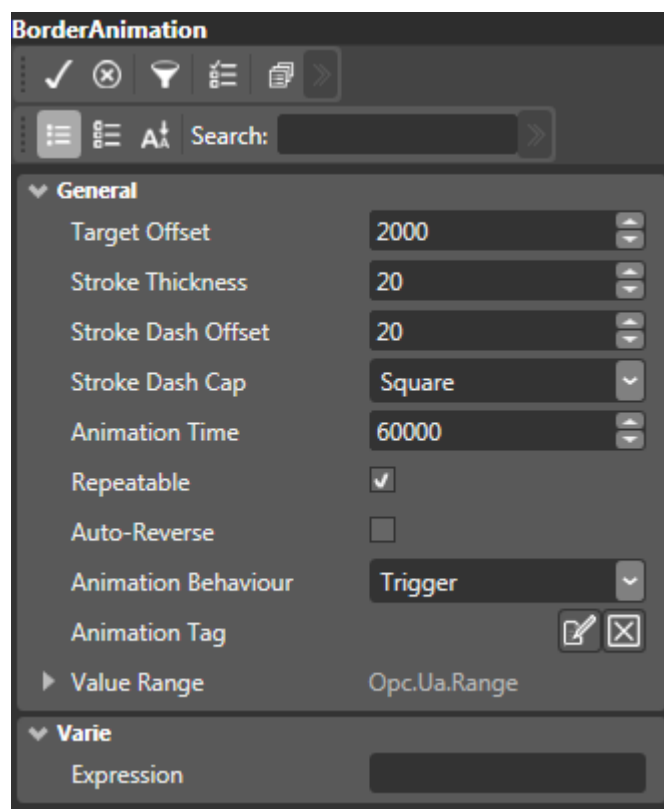 BorderAnimation
Search:
General
Target Offset 2000
Stroke Thickness 20
Stroke Dash Offset 20
Stroke Dash Cap Square
Animation Time 60000
Repeatable
Auto-Reverse
Animation Behaviour Trigger
Animation Tag
Value Range Opc.Ua.Range
Varie
Expression